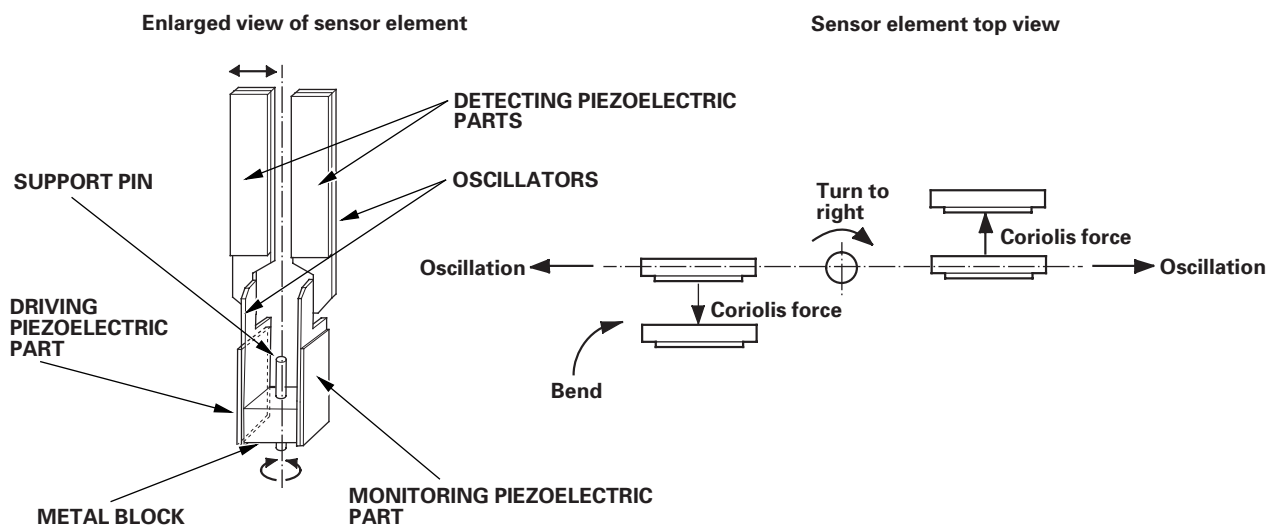 Enlarged view of sensor element
Sensor element top view
DETECTING PIEZOELECTRIC
PARTS
SUPPORT PIN
OSCILLATORS
DRIVING
PIEZOELECTRIC
PART
METAL BLOCK
MONITORING PIEZOELECTRIC
PART
Turn to
right
Coriolis force
Oscillation
Oscillation
Coriolis force
Bend